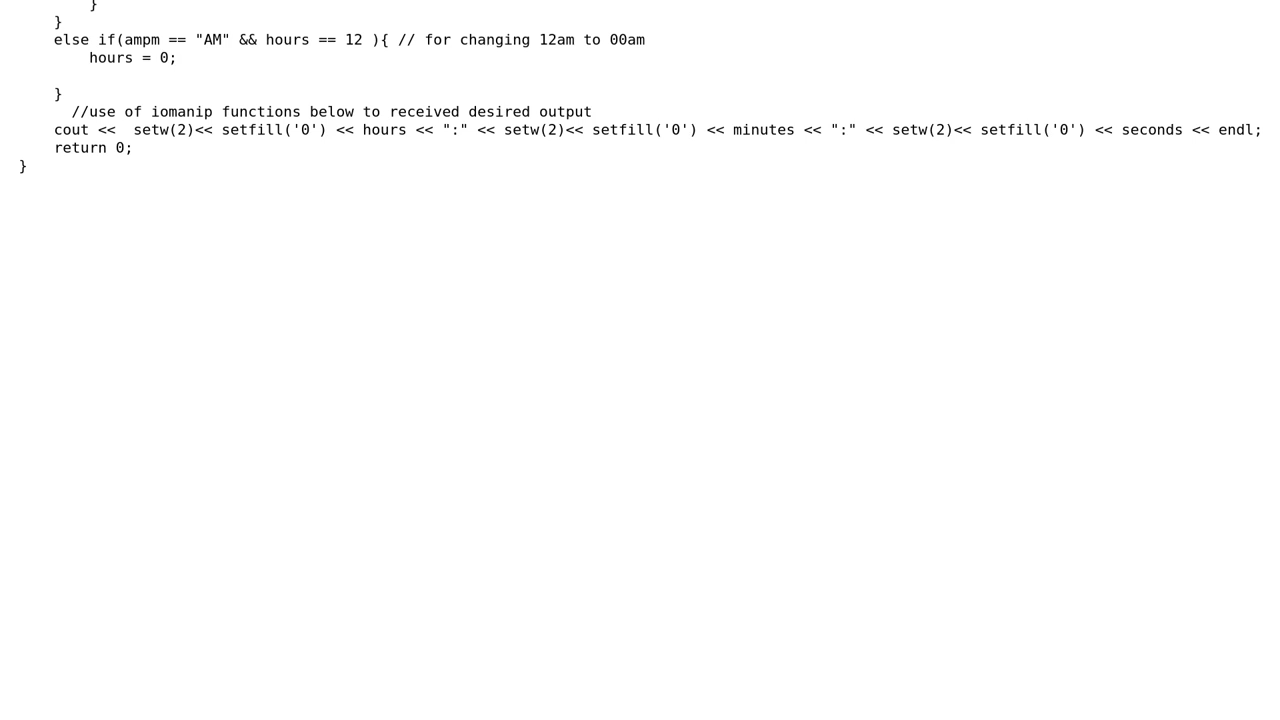 }
    }
    else if(ampm == "AM" && hours == 12 ){ // for changing 12am to 00am
        hours = 0;

    }
      //use of iomanip functions below to received desired output
    cout <<  setw(2)<< setfill('0') << hours << ":" << setw(2)<< setfill('0') << minutes << ":" << setw(2)<< setfill('0') << seconds << endl;
    return 0;
}